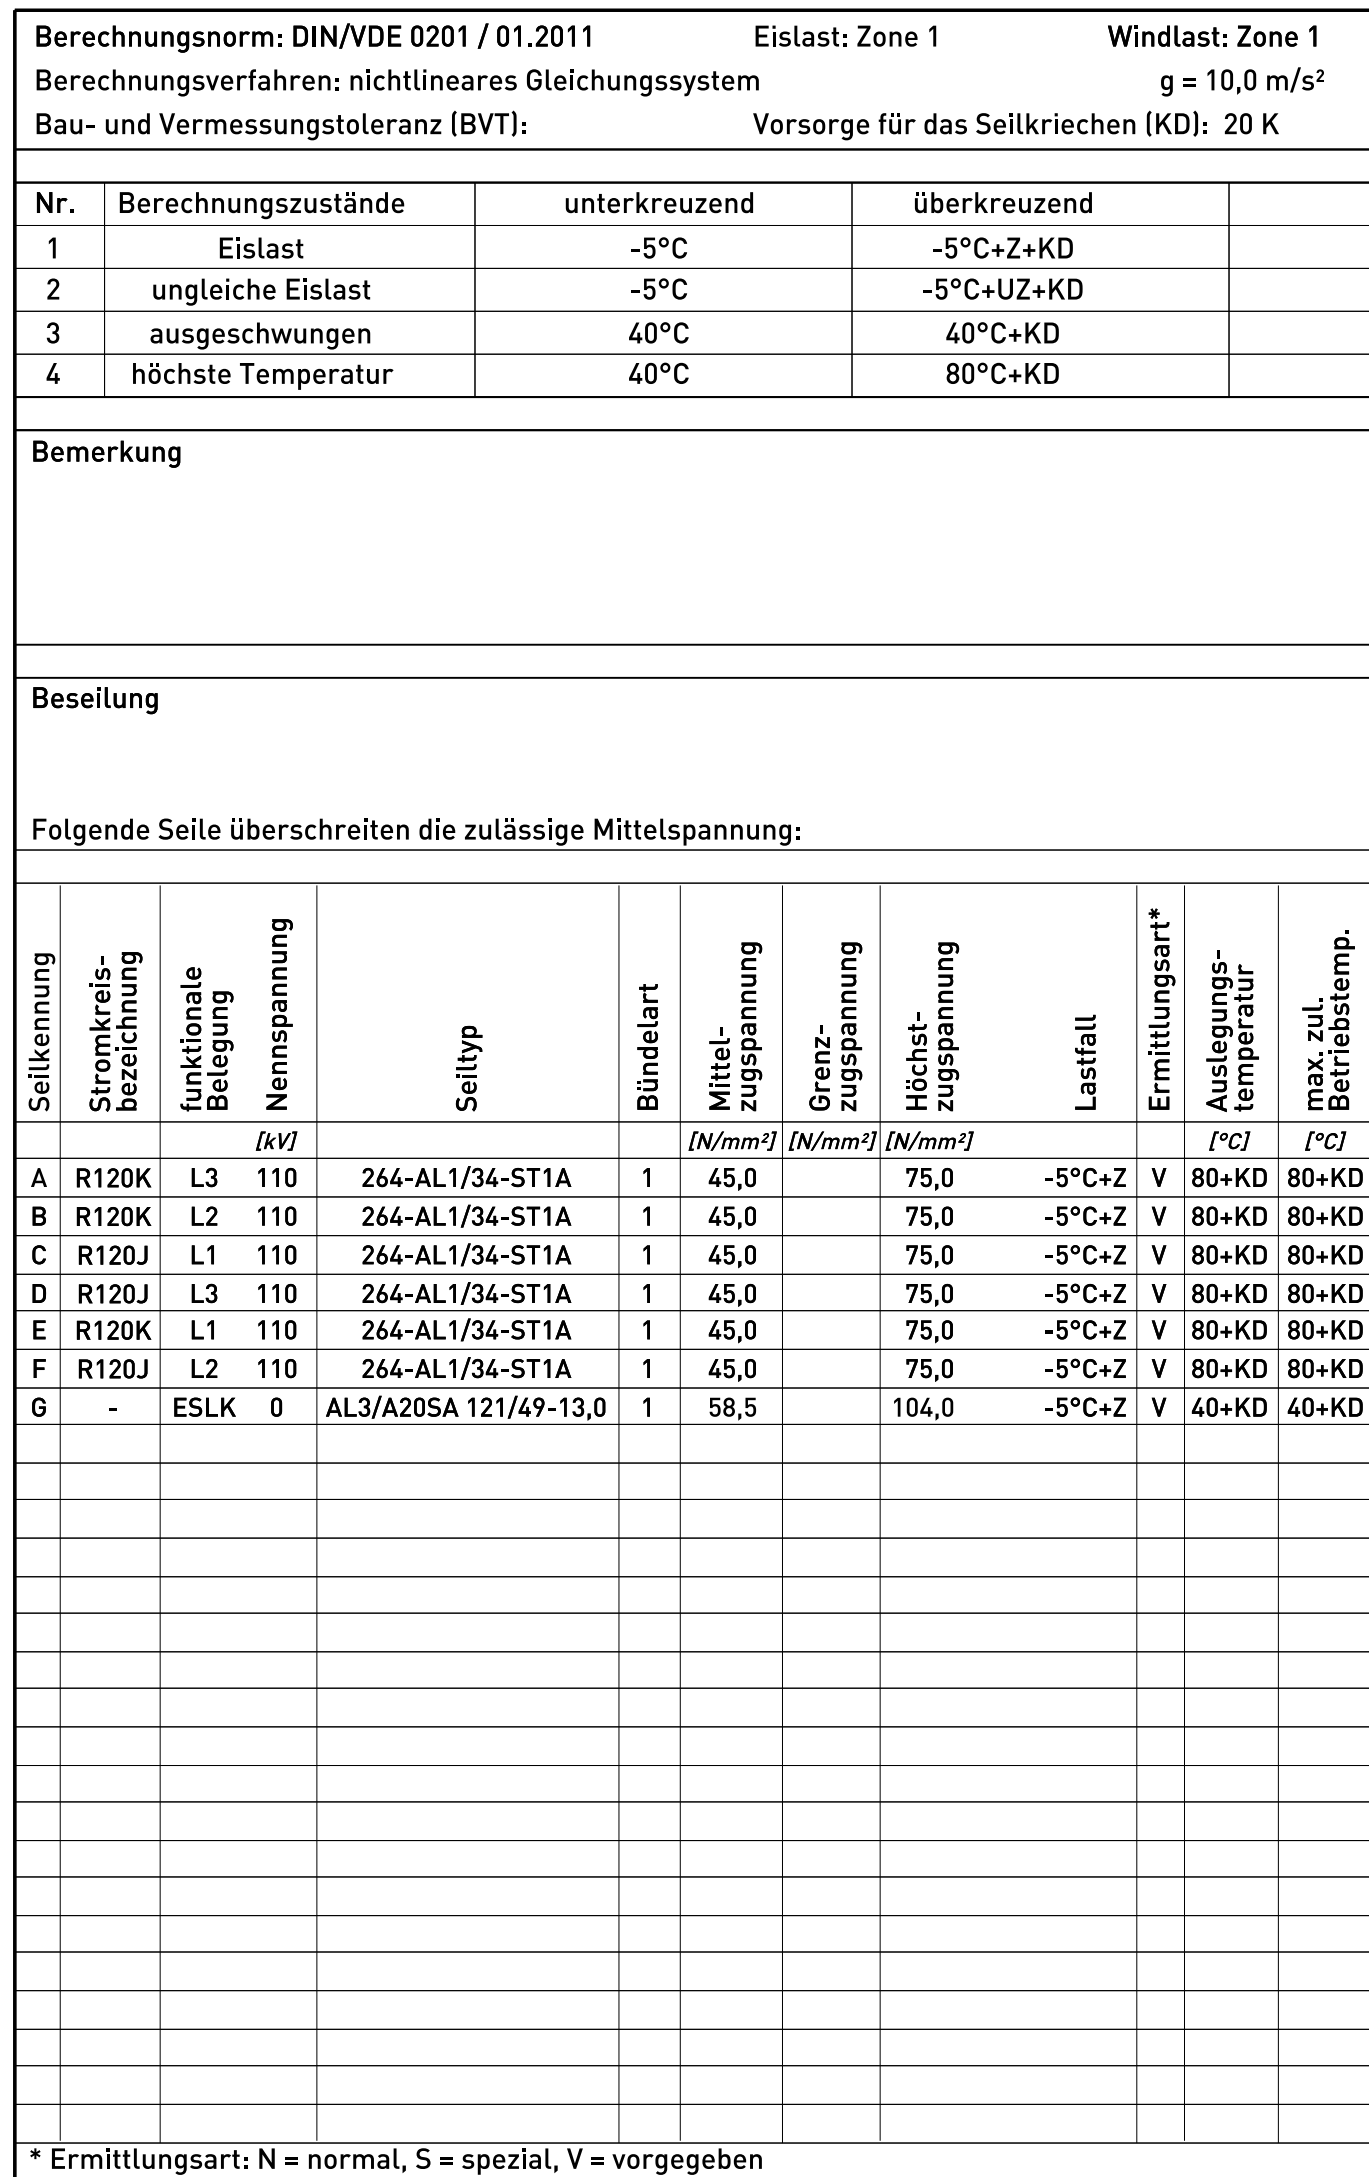 Berechnungsnorm: DIN/VDE 0201 / 01.2011 Eislast: Zone 1 Windlast: Zone 1
Berechnungsverfahren: nichtlineares Gleichungssystem g = 10,0 m/s²
Bau- und Vermessungstoleranz (BVT): Vorsorge für das Seilkriechen (KD): 20 K
Nr. Berechnungszustände unterkreuzend überkreuzend
1 Eislast -5°C -5°C+Z+KD
2 ungleiche Eislast -5°C -5°C+UZ+KD
3 ausgeschwungen 40°C 40°C+KD
4 höchste Temperatur 40°C 80°C+KD
Bemerkung
Beseilung
Folgende Seile überschreiten die zulässige Mittelspannung:
Seilkennung
Stromkreis-
bezeichnung
funktionale
Belegung
Nennspannung
Seiltyp
Bündelart
Mittel-
zugspannung
Grenz-
zugspannung
Höchst-
zugspannung
Lastfall
Ermittlungsart*
Auslegungs-
temperatur
max. zul.
Betriebstemp.
[kV] [N/mm²] [N/mm²] [N/mm²] [°C] [°C]
A R120K L3 110 264-AL1/34-ST1A 1 45,0 75,0 -5°C+Z V 80+KD 80+KD
B R120K L2 110 264-AL1/34-ST1A 1 45,0 75,0 -5°C+Z V 80+KD 80+KD
C R120J L1 110 264-AL1/34-ST1A 1 45,0 75,0 -5°C+Z V 80+KD 80+KD
D R120J L3 110 264-AL1/34-ST1A 1 45,0 75,0 -5°C+Z V 80+KD 80+KD
E R120K L1 110 264-AL1/34-ST1A 1 45,0 75,0 -5°C+Z V 80+KD 80+KD
F R120J L2 110 264-AL1/34-ST1A 1 45,0 75,0 -5°C+Z V 80+KD 80+KD
G - ESLK 0 AL3/A20SA 121/49-13,0 1 58,5 104,0 -5°C+Z V 40+KD 40+KD
* Ermittlungsart: N = normal, S = spezial, V = vorgegeben